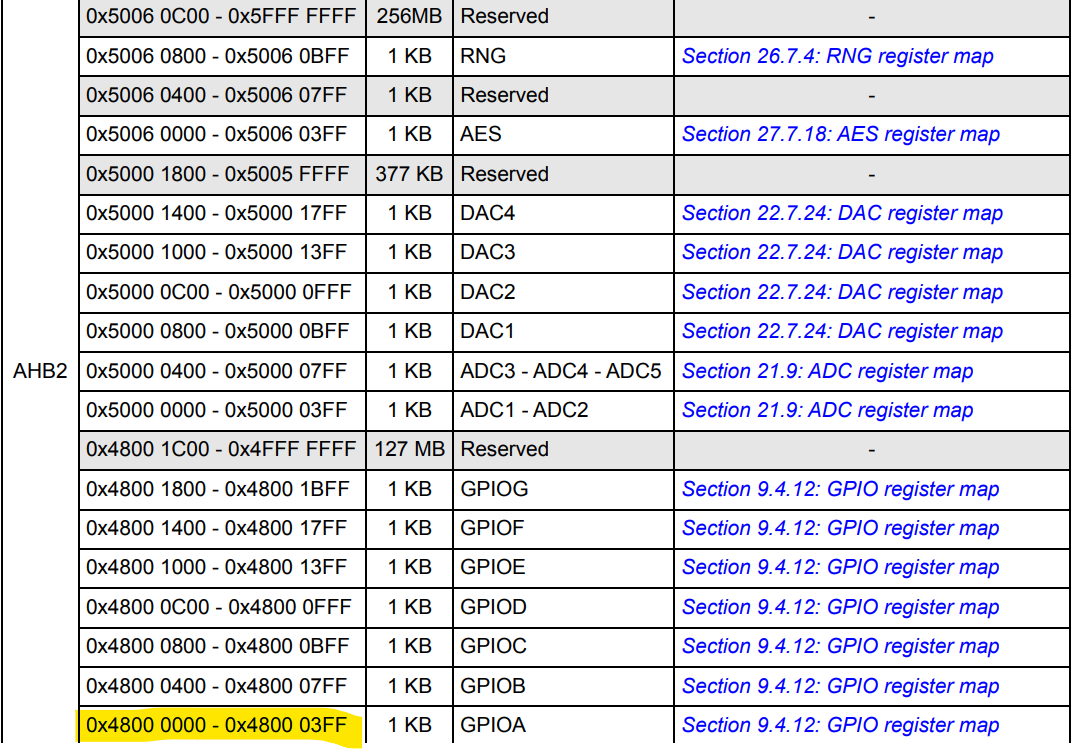 0x5006 0C00 - 0x5FFF FFFF 256MB Reserved -
0x5006 0800 - 0x5006 0BFF 1 KB RNG Section 26.7.4: RNG register map
0x5006 0400 - 0x5006 07FF 1 KB Reserved -
0x5006 0000 - 0x5006 03FF 1 KB AES Section 27.7.18: AES register map
0x5000 1800 - 0x5005 FFFF 377 KB Reserved -
0x5000 1400 - 0x5000 17FF 1 KB DAC4 Section 22.7.24: DAC register map
0x5000 1000 - 0x5000 13FF 1 KB DAC3 Section 22.7.24: DAC register map
0x5000 0C00 - 0x5000 0FFF 1 KB DAC2 Section 22.7.24: DAC register map
0x5000 0800 - 0x5000 0BFF 1 KB DAC1 Section 22.7.24: DAC register map
AHB2 0x5000 0400 - 0x5000 07FF 1 KB ADC3 - ADC4 - ADC5 Section 21.9: ADC register map
0x5000 0000 - 0x5000 03FF 1 KB ADC1 - ADC2 Section 21.9: ADC register map
0x4800 1C00 - 0x4FFF FFFF 127 MB Reserved -
0x4800 1800 - 0x4800 1BFF 1 KB GPIOG Section 9.4.12: GPIO register map
0x4800 1400 - 0x4800 17FF 1 KB GPIOF Section 9.4.12: GPIO register map
0x4800 1000 - 0x4800 13FF 1 KB GPIOE Section 9.4.12: GPIO register map
0x4800 0C00 - 0x4800 0FFF 1 KB GPIOD Section 9.4.12: GPIO register map
0x4800 0800 - 0x4800 0BFF 1 KB GPIOC Section 9.4.12: GPIO register map
0x4800 0400 - 0x4800 07FF 1 KB GPIOB Section 9.4.12: GPIO register map
0x4800 0000 - 0x4800 03FF 1 KB GPIOA Section 9.4.12: GPIO register map